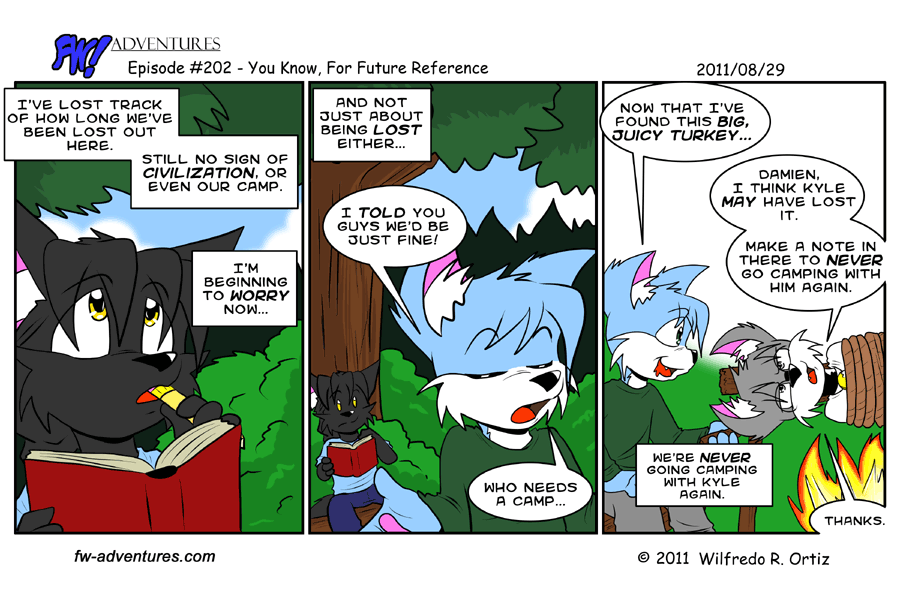 FW! ADVENTURES
Episode #202 - You Know, For Future Reference
2011/08/29
I'VE LOST TRACK
OF HOW LONG WE'VE
BEEN LOST OUT
HERE.
STILL NO SIGN OF
CIVILIZATION, OR
EVEN OUR CAMP.
I'M
BEGINNING
TO WORRY
NOW...
AND NOT
JUST ABOUT
BEING LOST
EITHER...
I TOLD YOU
GUYS WE'D BE
JUST FINE!
WHO NEEDS
A CAMP...
NOW THAT I'VE
FOUND THIS BIG,
JUICY TURKEY...
DAMIEN,
I THINK KYLE
MAY HAVE LOST
IT.
MAKE A NOTE IN
THERE TO NEVER
GO CAMPING WITH
HIM AGAIN.
WE'RE NEVER
GOING CAMPING
WITH KYLE
AGAIN.
THANKS.
fw-adventures.com
© 2011 Wilfredo R. Ortiz